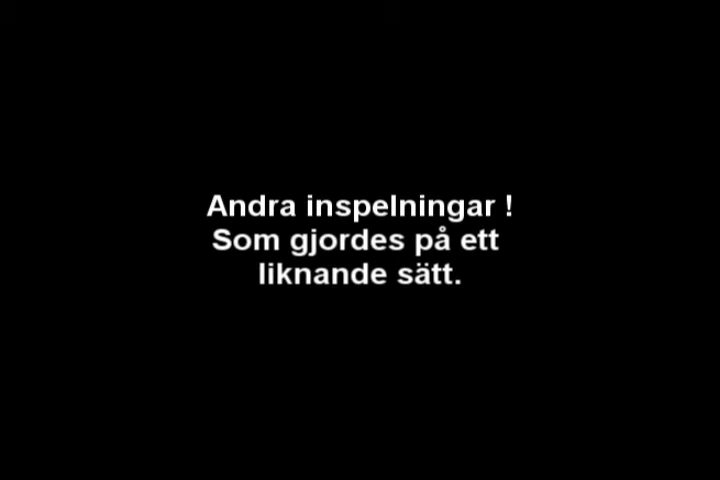 Andra inspelningar !
Som gjordes på ett
liknande sätt.